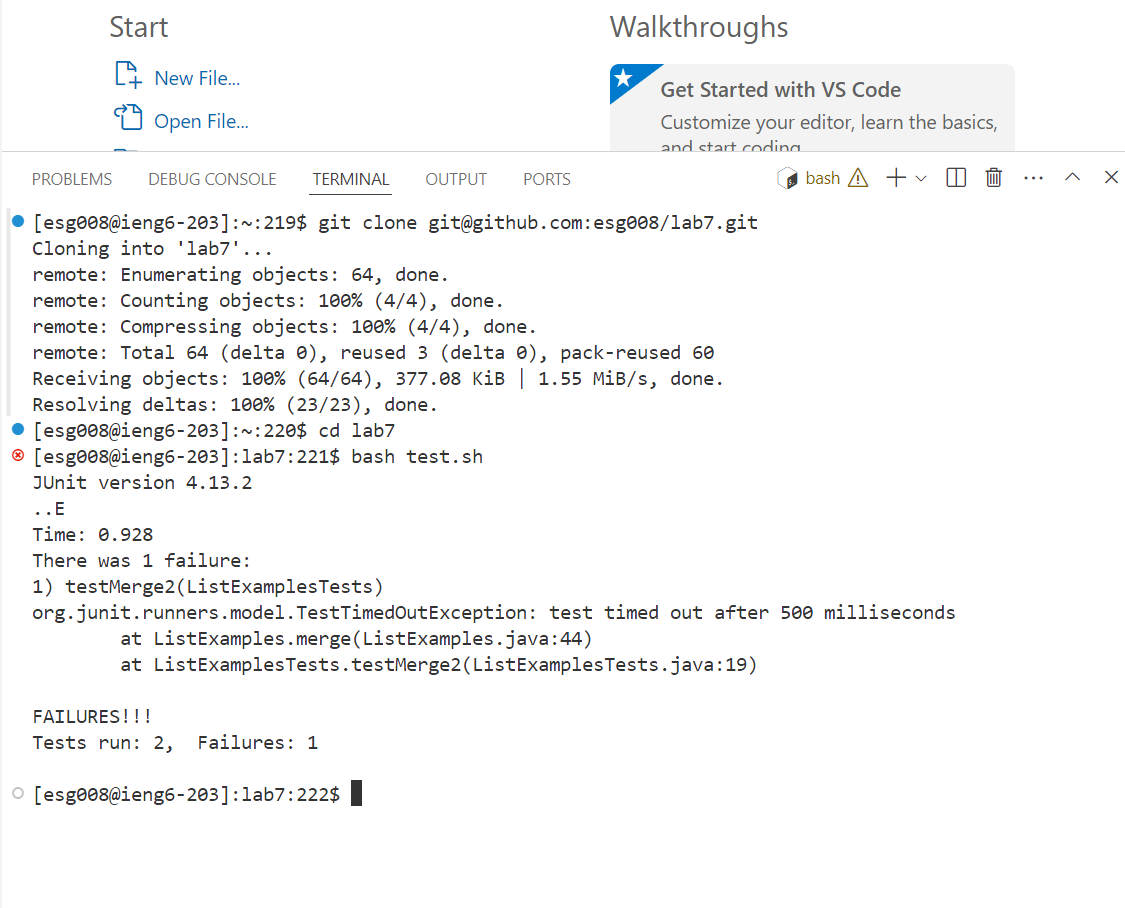 Start
New File...
Open File...
Walkthroughs
Get Started with VS Code
Customize your editor, learn the basics,
and start coding
PROBLEMS DEBUG CONSOLE TERMINAL OUTPUT PORTS bash
[esg008@ieng6-203]:~:219$ git clone git@github.com:esg008/lab7.git
Cloning into 'lab7'...
remote: Enumerating objects: 64, done.
remote: Counting objects: 100% (4/4), done.
remote: Compressing objects: 100% (4/4), done.
remote: Total 64 (delta 0), reused 3 (delta 0), pack-reused 60
Receiving objects: 100% (64/64), 377.08 KiB | 1.55 MiB/s, done.
Resolving deltas: 100% (23/23), done.
[esg008@ieng6-203]:~:220$ cd lab7
[esg008@ieng6-203]:lab7:221$ bash test.sh
JUnit version 4.13.2
..E
Time: 0.928
There was 1 failure:
1) testMerge2(ListExamplesTests)
org.junit.runners.model.TestTimedOutException: test timed out after 500 milliseconds
at ListExamples.merge(ListExamples.java:44)
at ListExamplesTests.testMerge2(ListExamplesTests.java:19)
FAILURES!!!
Tests run: 2,  Failures: 1
[esg008@ieng6-203]:lab7:222$